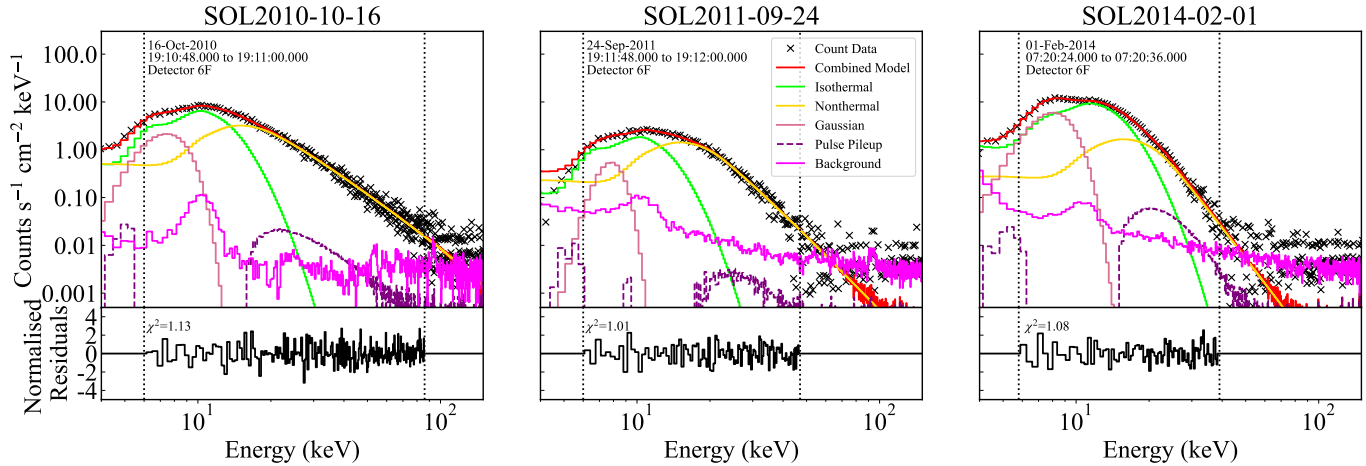 SOL2010-10-16
SOL2011-09-24
SOL2014-02-01
Counts s⁻¹ cm⁻² keV⁻¹
100.0
10.00
1.00
0.10
0.01
0.001
16-Oct-2010
19:10:48.000 to 19:11:00.000
Detector 6F
24-Sep-2011
19:11:48.000 to 19:12:00.000
Detector 6F
Count Data
Combined Model
Isothermal
Nonthermal
Gaussian
Pulse Pileup
Background
01-Feb-2014
07:20:24.000 to 07:20:36.000
Detector 6F
Normalised
Residuals
4
2
0
−2
−4
χ²=1.13
χ²=1.01
χ²=1.08
10¹
10²
10¹
10²
10¹
10²
Energy (keV)
Energy (keV)
Energy (keV)